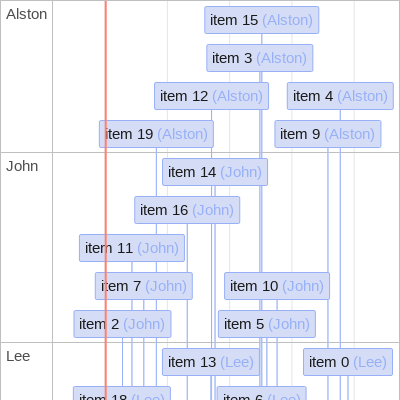 Alston
item 15 (Alston)
item 3 (Alston)
item 12 (Alston)
item 4 (Alston)
item 19 (Alston)
item 9 (Alston)
John
item 14 (John)
item 16 (John)
item 11 (John)
item 7 (John)
item 10 (John)
item 2 (John)
item 5 (John)
Lee
item 13 (Lee)
item 0 (Lee)
item 18 (Lee)
item 6 (Lee)